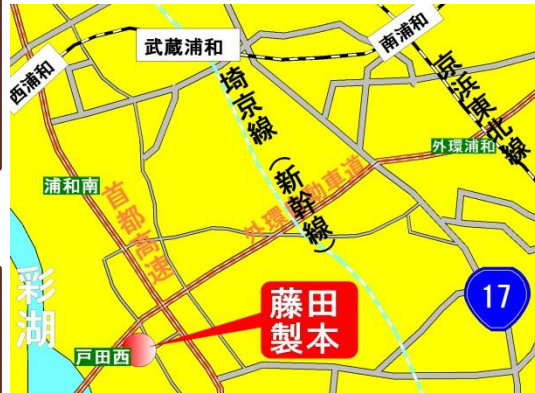 武蔵浦和
南浦和
西浦和
埼京線(新幹線)
京浜東北線
外環浦和
浦和南
首都高速
外環自動車道
彩湖
藤田
製本
17
戸田西